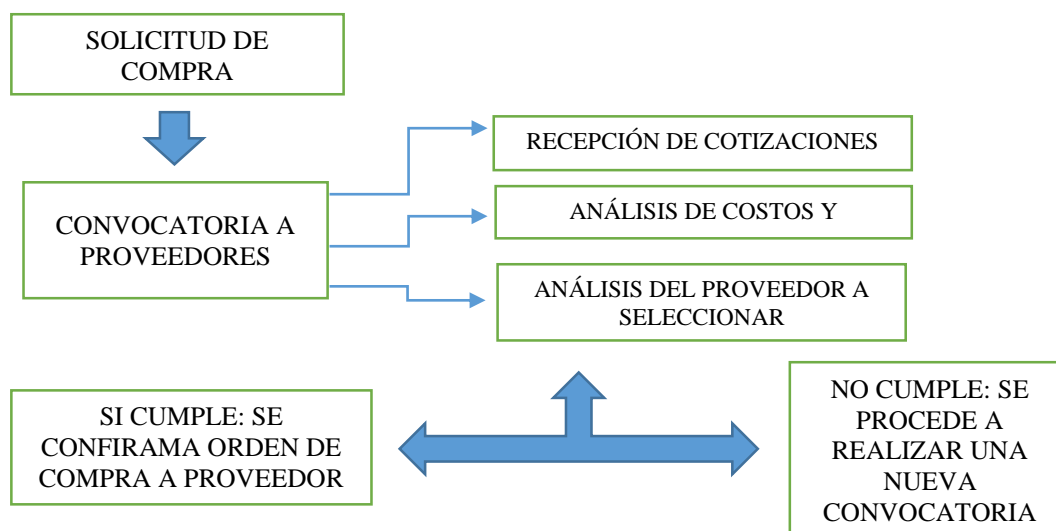 SOLICITUD DE
COMPRA
RECEPCIÓN DE COTIZACIONES
CONVOCATORIA A
PROVEEDORES
ANÁLISIS DE COSTOS Y
ANÁLISIS DEL PROVEEDOR A
SELECCIONAR
SI CUMPLE: SE
CONFIRAMA ORDEN DE
COMPRA A PROVEEDOR
NO CUMPLE: SE
PROCEDE A
REALIZAR UNA
NUEVA
CONVOCATORIA